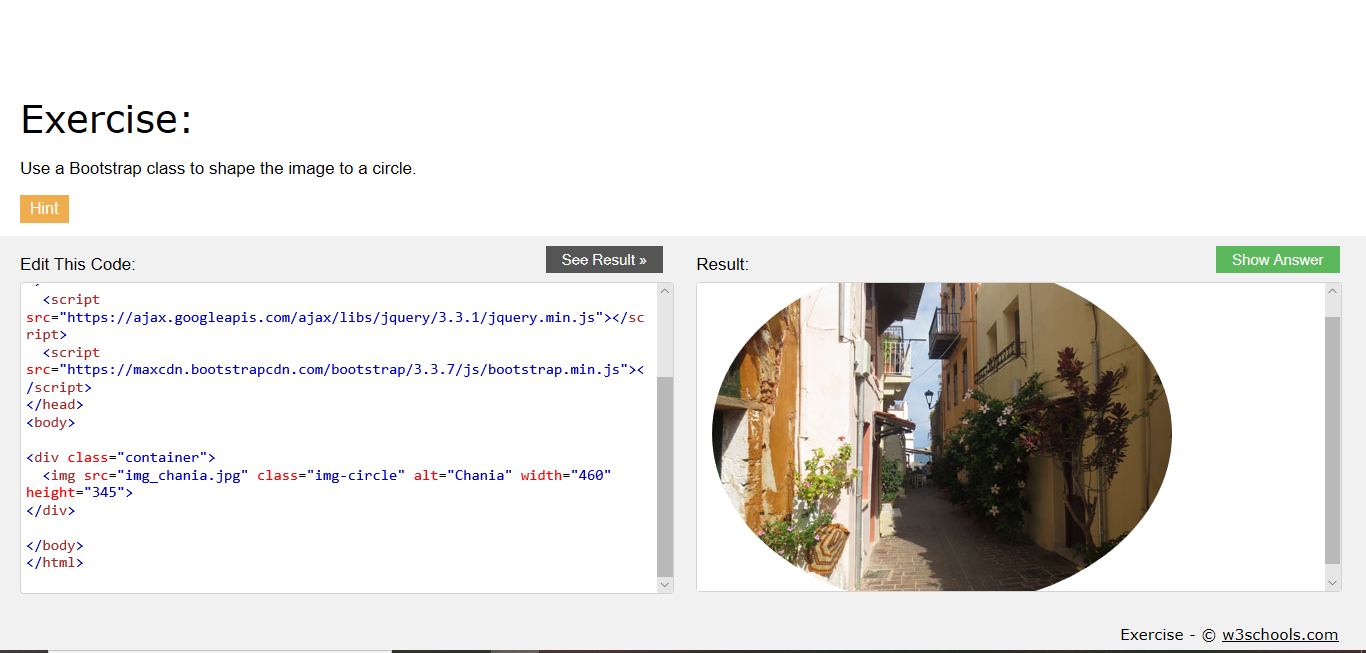 Exercise:
Use a Bootstrap class to shape the image to a circle.
Hint
Edit This Code:
See Result »
<script
src="https://ajax.googleapis.com/ajax/libs/jquery/3.3.1/jquery.min.js"></sc
ript>
<script
src="https://maxcdn.bootstrapcdn.com/bootstrap/3.3.7/js/bootstrap.min.js"><
/script>
</head>
<body>
<div class="container">
<img src="img_chania.jpg" class="img-circle" alt="Chania" width="460"
height="345">
</div>
</body>
</html>
Result:
Show Answer
Exercise - © w3schools.com